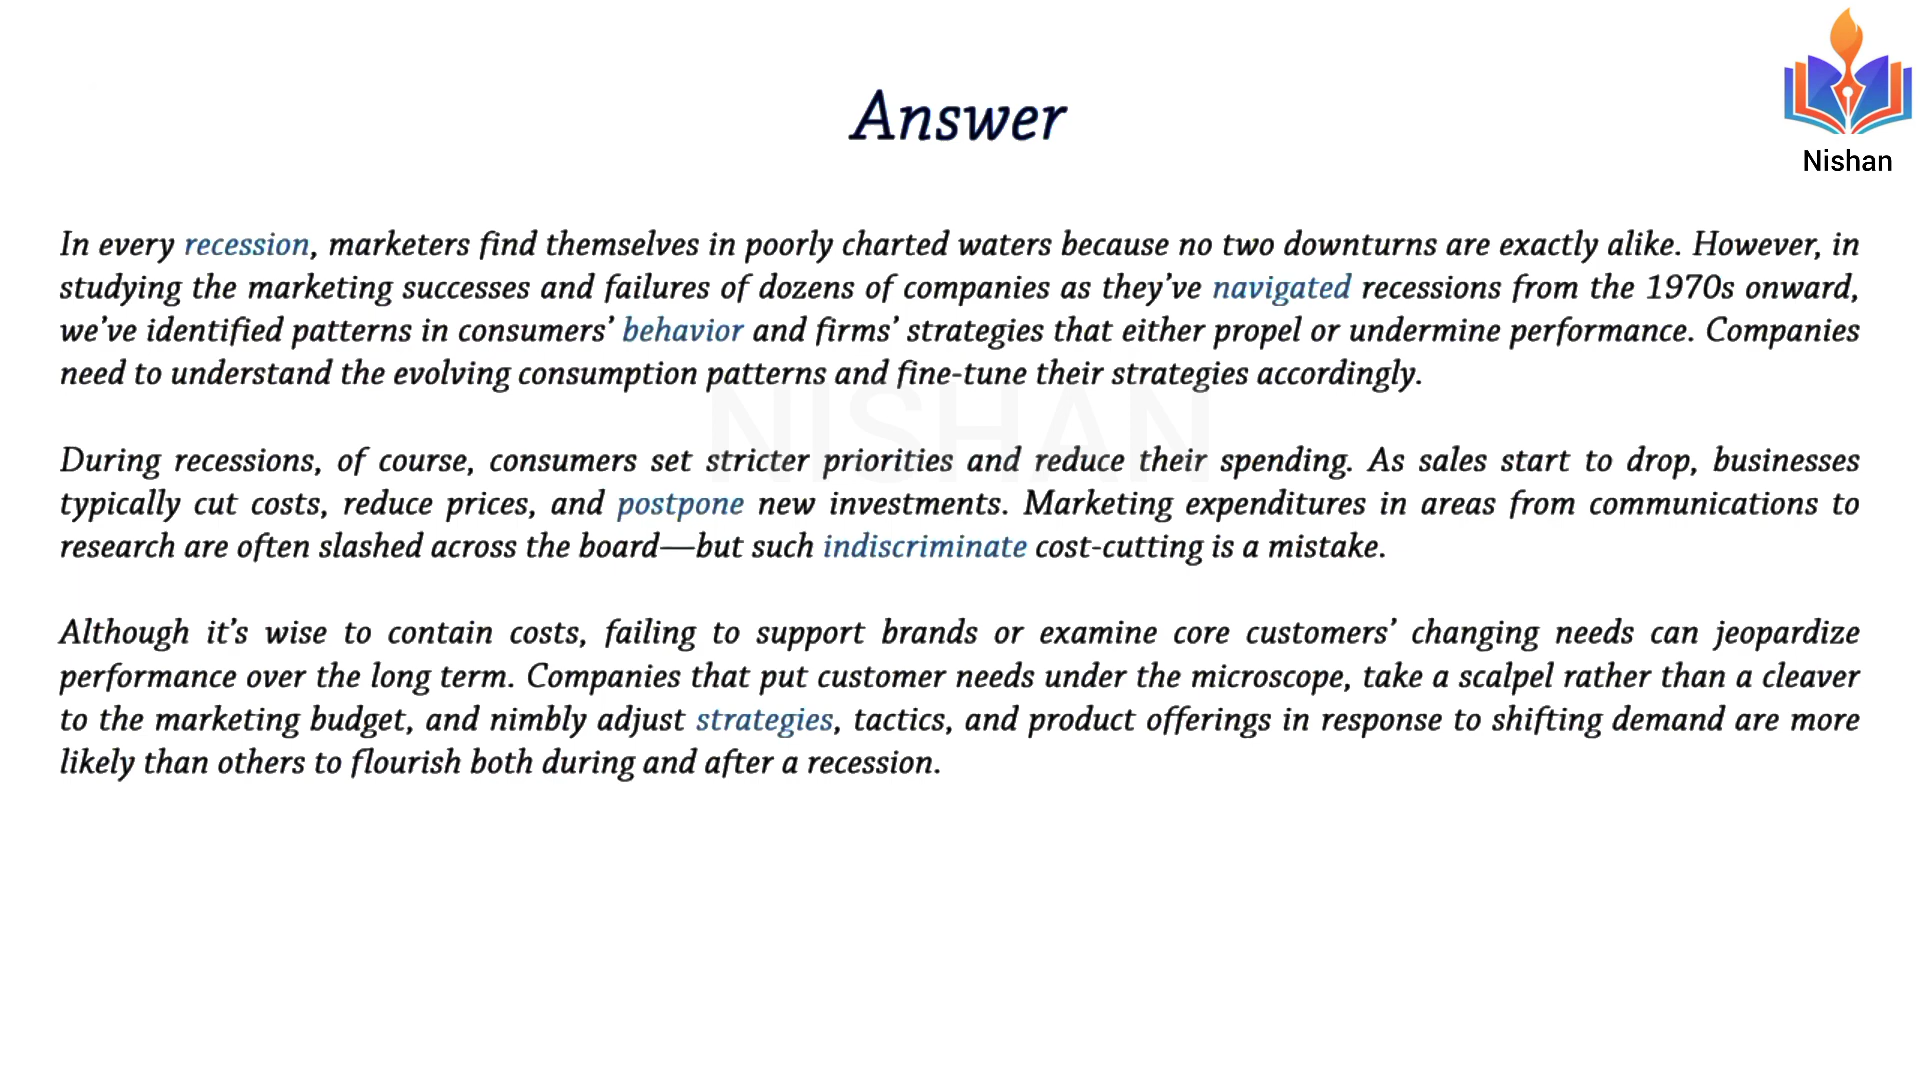 Answer
Nishan
In every recession, marketers find themselves in poorly charted waters because no two downturns are exactly alike. However, in
studying the marketing successes and failures of dozens of companies as they’ve navigated recessions from the 1970s onward,
we’ve identified patterns in consumers’ behavior and firms’ strategies that either propel or undermine performance. Companies
need to understand the evolving consumption patterns and fine-tune their strategies accordingly.
NISHAN
During recessions, of course, consumers set stricter priorities and reduce their spending. As sales start to drop, businesses
typically cut costs, reduce prices, and postpone new investments. Marketing expenditures in areas from communications to
research are often slashed across the board—but such indiscriminate cost-cutting is a mistake.
Although it’s wise to contain costs, failing to support brands or examine core customers’ changing needs can jeopardize
performance over the long term. Companies that put customer needs under the microscope, take a scalpel rather than a cleaver
to the marketing budget, and nimbly adjust strategies, tactics, and product offerings in response to shifting demand are more
likely than others to flourish both during and after a recession.